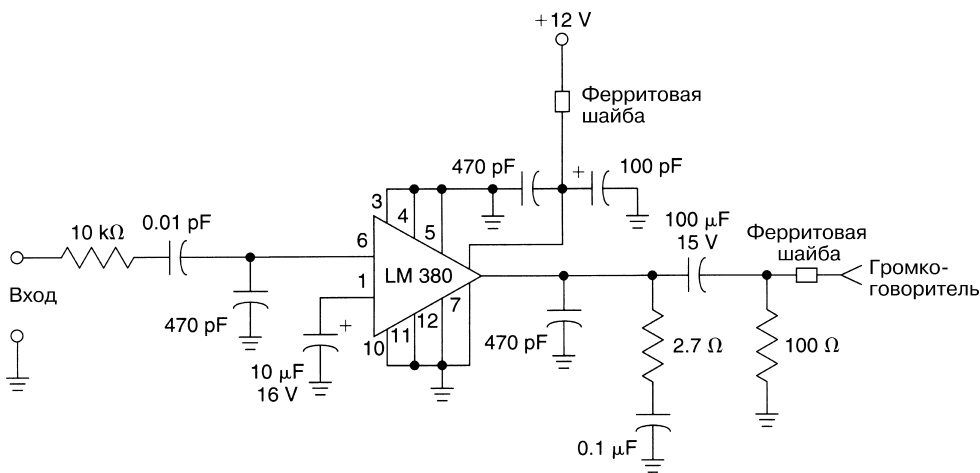 +12 V
Ферритовая
шайба
470 pF
+
100 pF
3
4
5
10 kΩ
0.01 pF
6
100 μF
15 V
Ферритовая
шайба
LM 380
Громко-
говоритель
Вход
1
470 pF
+
7
12
11
10
470 pF
2.7 Ω
100 Ω
10 μF
16 V
0.1 μF